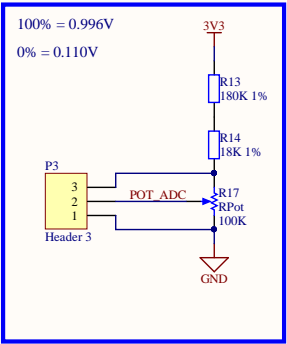 100% = 0.996V
0% = 0.110V
3V3
R13
180K 1%
R14
18K 1%
P3
3
2
1
Header 3
POT_ADC
R17
RPot
100K
GND